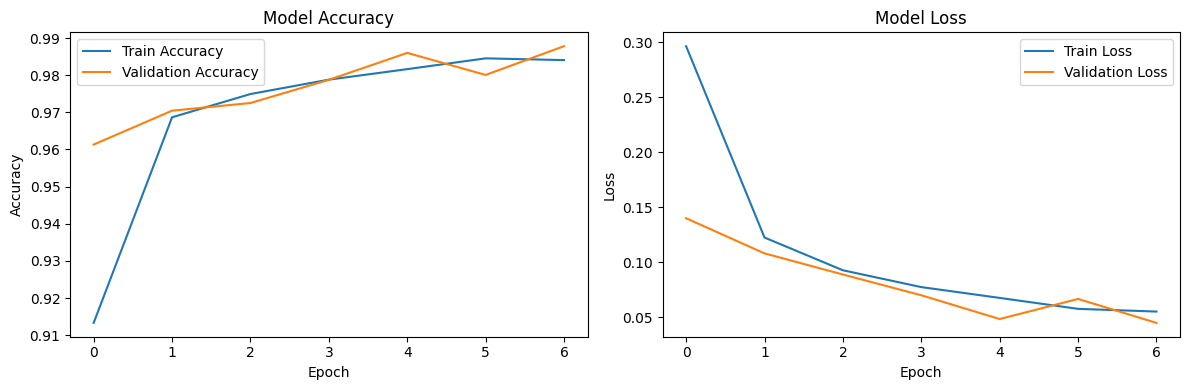 Model Accuracy
Train Accuracy
Validation Accuracy
0.99
0.98
0.97
0.96
0.95
0.94
0.93
0.92
0.91
Accuracy
0 1 2 3 4 5 6
Epoch
Model Loss
Train Loss
Validation Loss
0.30
0.25
0.20
0.15
0.10
0.05
Loss
0 1 2 3 4 5 6
Epoch